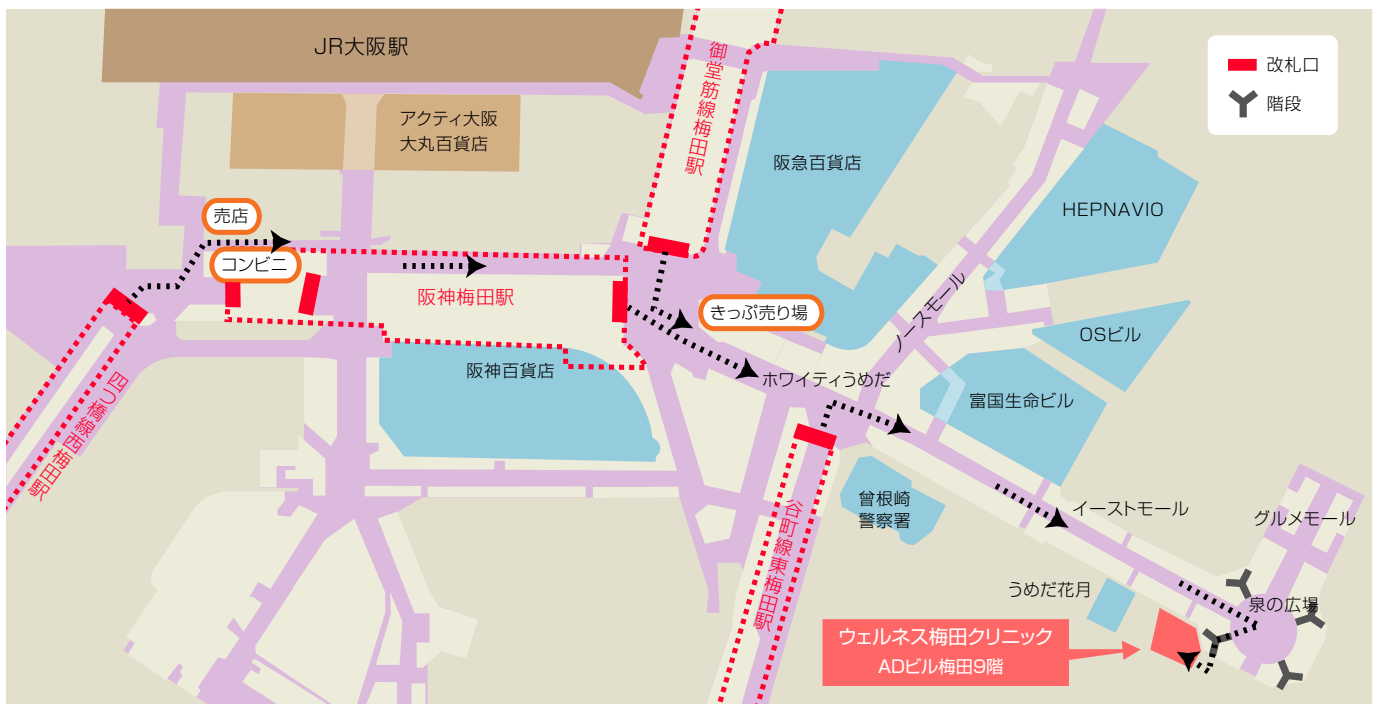 JR大阪駅
御堂筋線梅田駅
改札口
階段
アクティ大阪
大丸百貨店
阪急百貨店
HEPNAVIO
売店
コンビニ
阪神梅田駅
きっぷ売り場
ノースモール
OSビル
阪神百貨店
ホワイティうめだ
富国生命ビル
四つ橋線西梅田駅
谷町線東梅田駅
曾根崎
警察署
イーストモール
グルメモール
うめだ花月
泉の広場
ウェルネス梅田クリニック
ADビル梅田9階